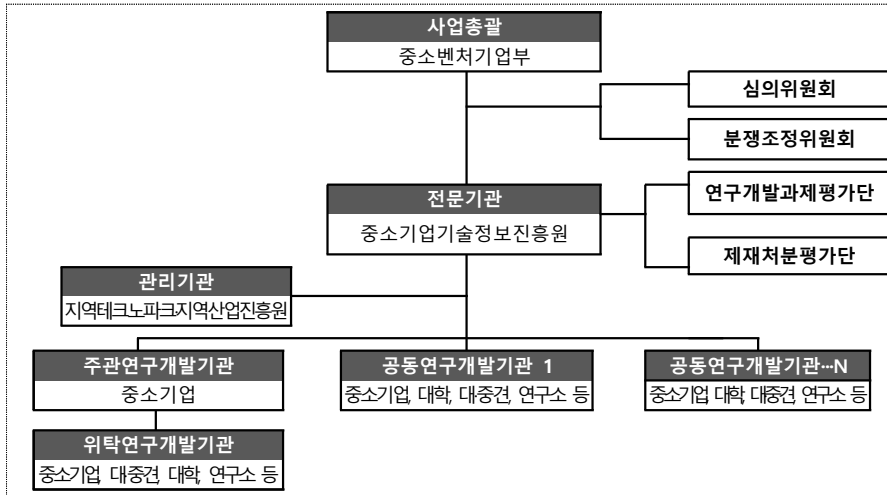 사업총괄
중소벤처기업부
심의위원회
분쟁조정위원회
전문기관
중소기업기술정보진흥원
연구개발과제평가단
제재처분평가단
관리기관
지역테크노파크·지역산업진흥원
주관연구개발기관
중소기업
공동연구개발기관 1
중소기업, 대학, 대·중견, 연구소 등
공동연구개발기관…N
중소기업, 대학, 대·중견, 연구소 등
위탁연구개발기관
중소기업, 대·중견, 대학, 연구소 등